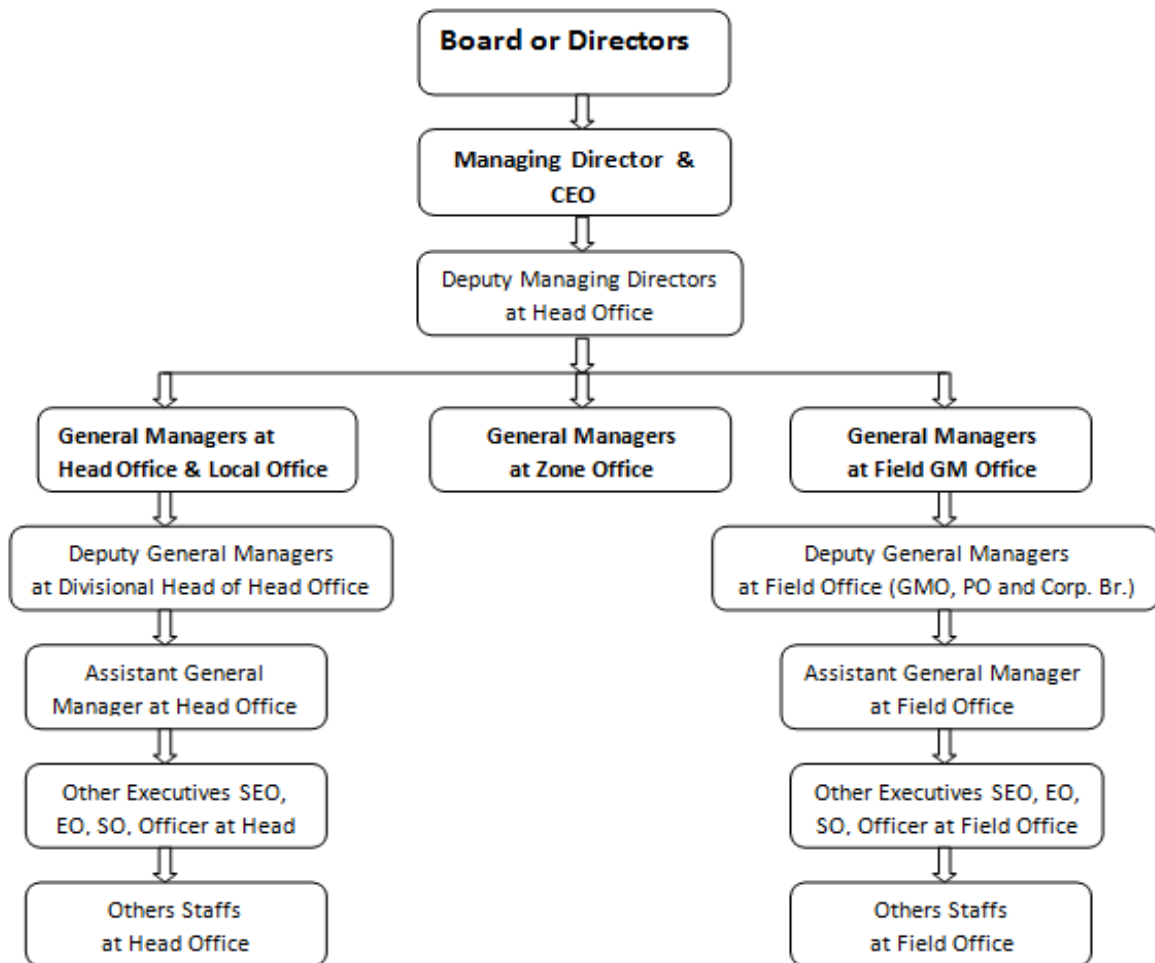 Board or Directors
Managing Director &
CEO
Deputy Managing Directors
at Head Office
General Managers at
Head Office & Local Office
General Managers
at Zone Office
General Managers
at Field GM Office
Deputy General Managers
at Divisional Head of Head Office
Deputy General Managers
at Field Office (GMO, PO and Corp. Br.)
Assistant General
Manager at Head Office
Assistant General Manager
at Field Office
Other Executives SEO,
EO, SO, Officer at Head
Other Executives SEO, EO,
SO, Officer at Field Office
Others Staffs
at Head Office
Others Staffs
at Field Office